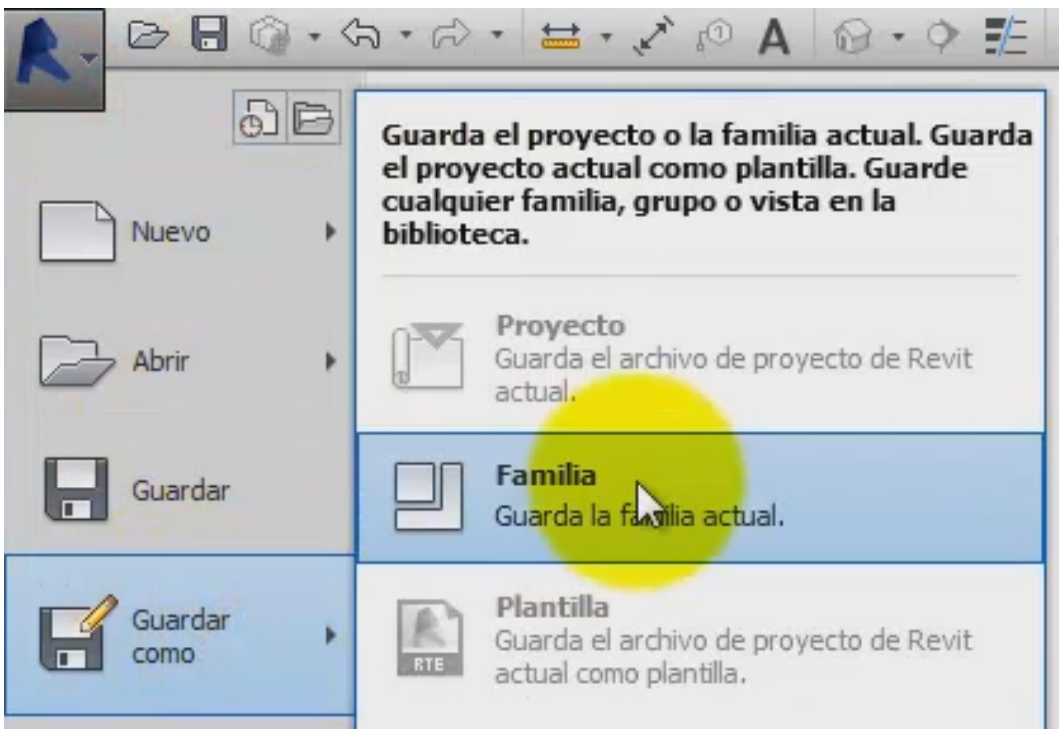 A
Guarda el proyecto o la familia actual. Guarda
el proyecto actual como plantilla. Guarde
cualquier familia, grupo o vista en la
biblioteca.
Nuevo
Proyecto
Guarda el archivo de proyecto de Revit
actual.
Abrir
Familia
Guarda la familia actual.
Guardar
Plantilla
Guarda el archivo de proyecto de Revit
actual como plantilla.
RTE
Guardar
como